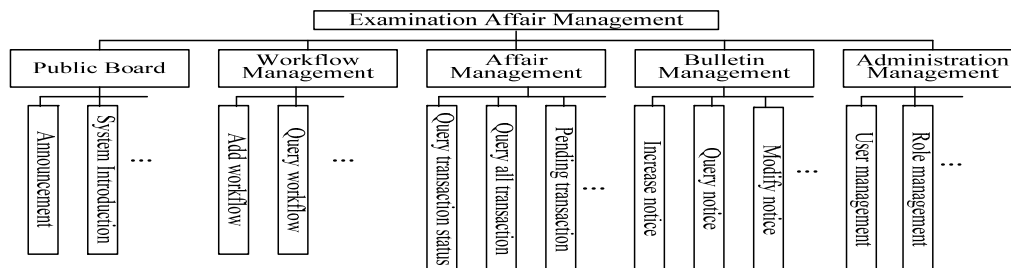 Examination Affair Management
Public Board
Workflow
Management
Affair
Management
Bulletin
Management
Administration
Management
Announcement
System Introduction
...
Add workflow
Query workflow
...
Query transaction status
Query all transaction
Pending transaction
...
Increase notice
Query notice
Modify notice
...
User management
Role management
...